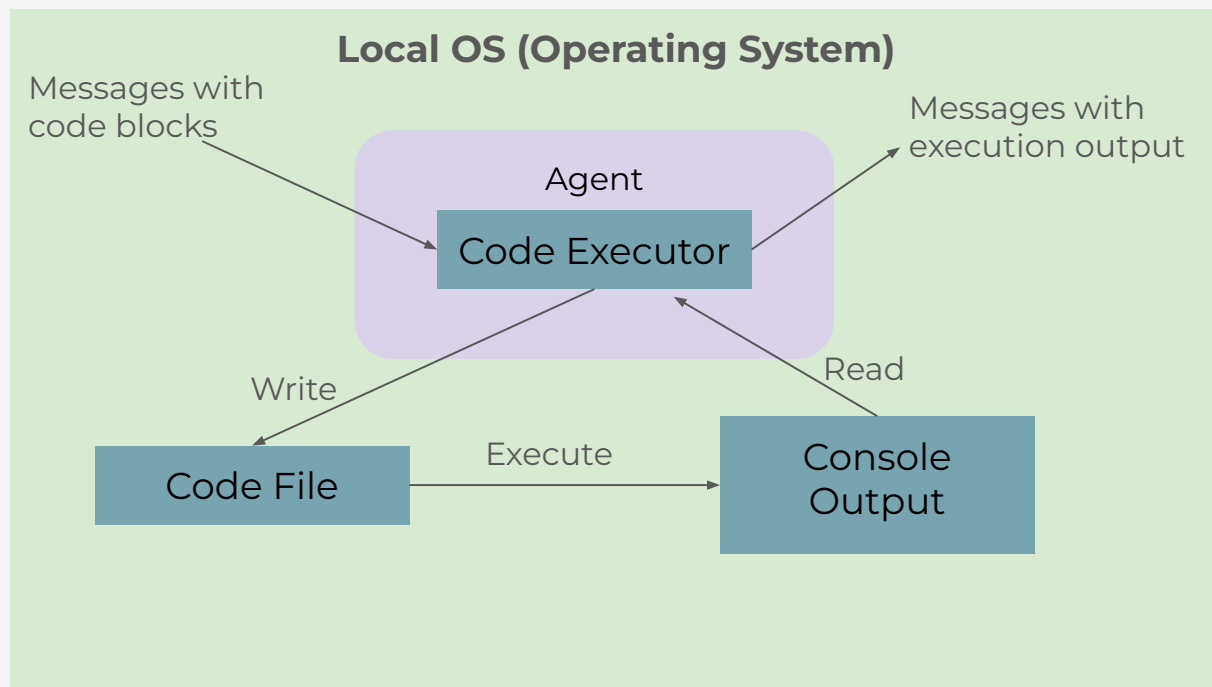 Local OS (Operating System)
Messages with
code blocks
Messages with
execution output
Agent
Code Executor
Write
Read
Code File
Execute
Console
Output